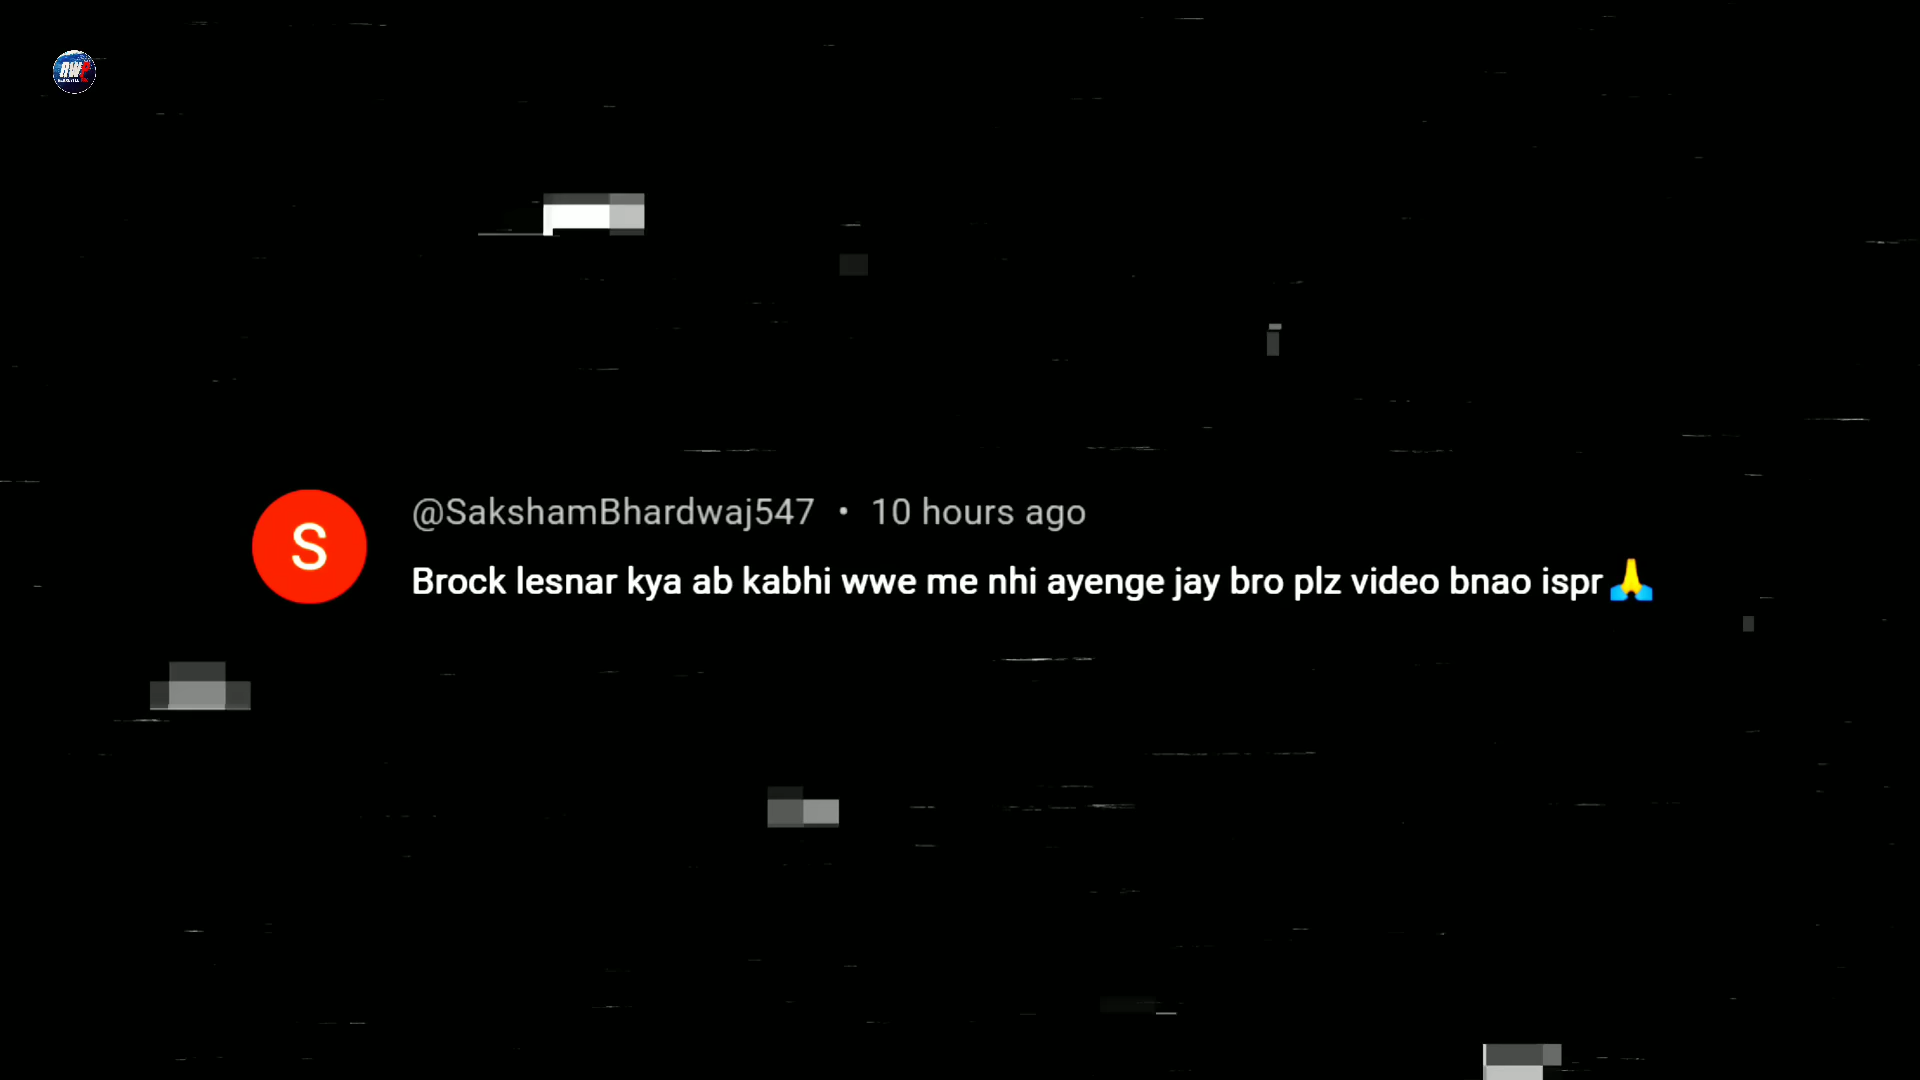 @SakshamBhardwaj547 • 10 hours ago
Brock lesnar kya ab kabhi wwe me nhi ayenge jay bro plz video bnao ispr🙏
S